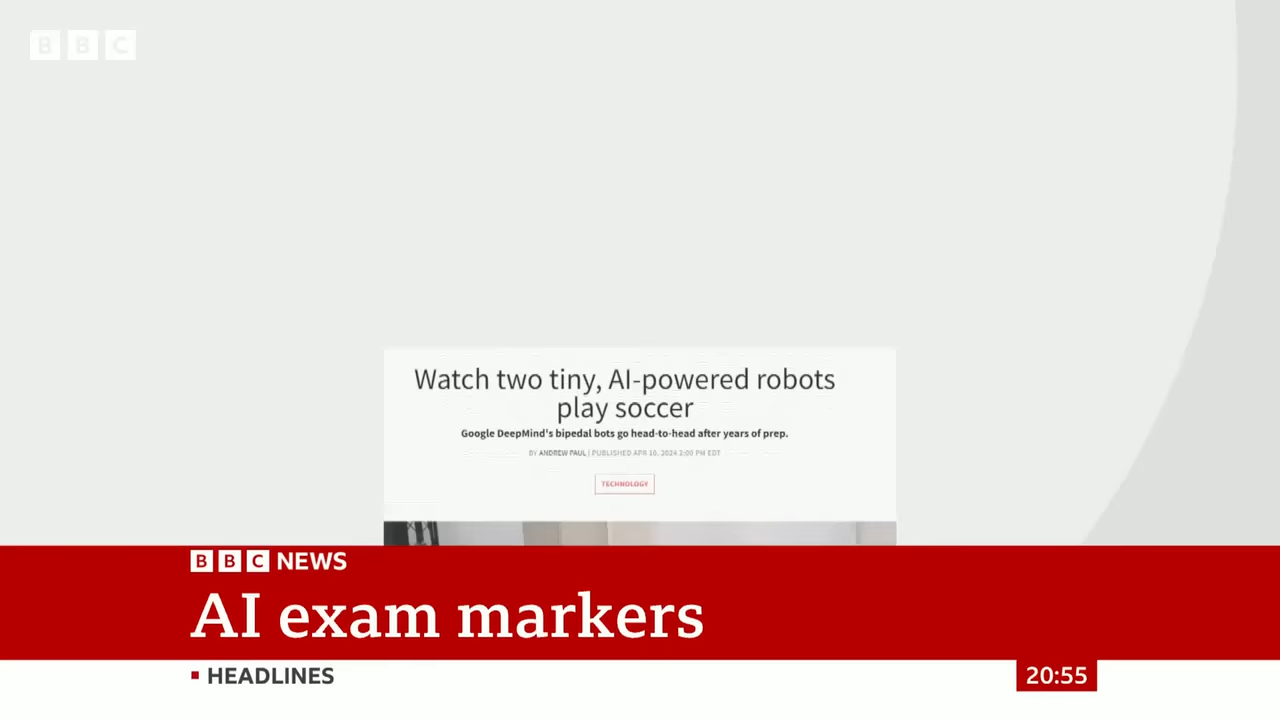 BBC
Watch two tiny, AI-powered robots
play soccer
Google DeepMind's bipedal bots go head-to-head after years of prep.
BY ANDREW PAUL | PUBLISHED APR 10, 2024 2:00 PM EDT
TECHNOLOGY
BBC NEWS
AI exam markers
HEADLINES
20:55